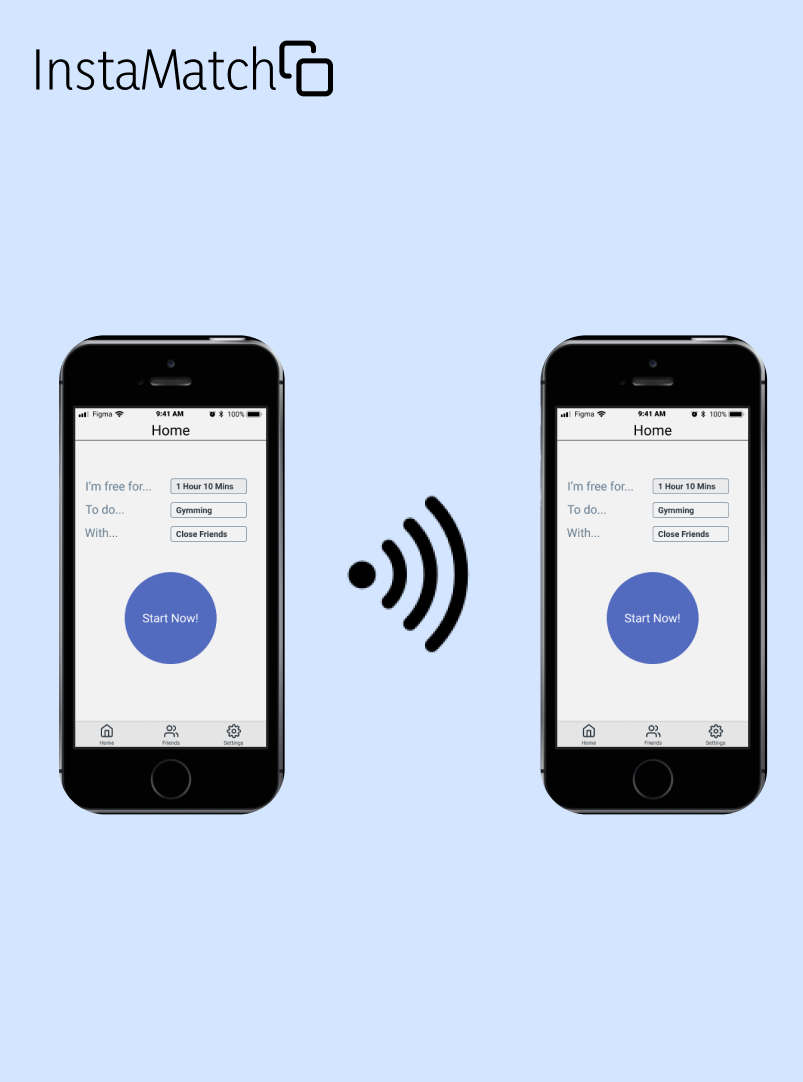 InstaMatch
Figma 9:41 AM 100%
Home
I'm free for... 1 Hour 10 Mins
To do... Gymming
With... Close Friends
Start Now!
Home Friends Settings
Figma 9:41 AM 100%
Home
I'm free for... 1 Hour 10 Mins
To do... Gymming
With... Close Friends
Start Now!
Home Friends Settings